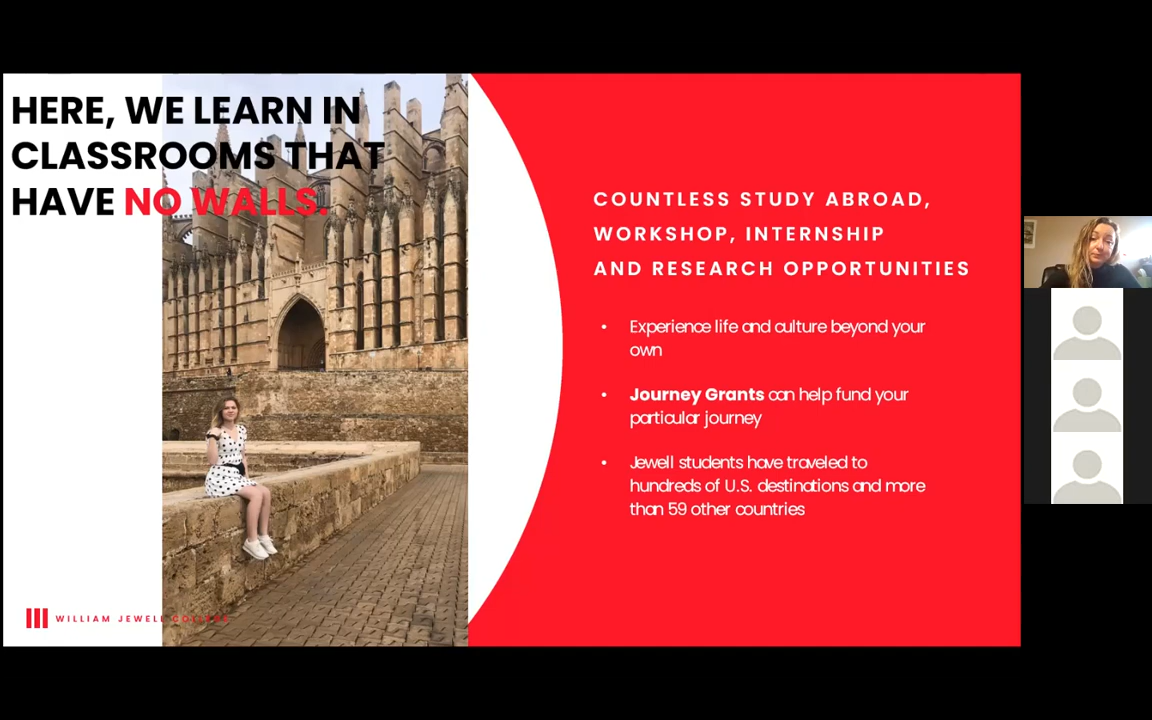 HERE, WE LEARN IN
CLASSROOMS THAT
HAVE NO WALLS.
COUNTLESS STUDY ABROAD,
WORKSHOP, INTERNSHIP
AND RESEARCH OPPORTUNITIES
• Experience life and culture beyond your
own
• Journey Grants can help fund your
particular journey
• Jewell students have traveled to
hundreds of U.S. destinations and more
than 59 other countries
WILLIAM JEWELL COLLEGE